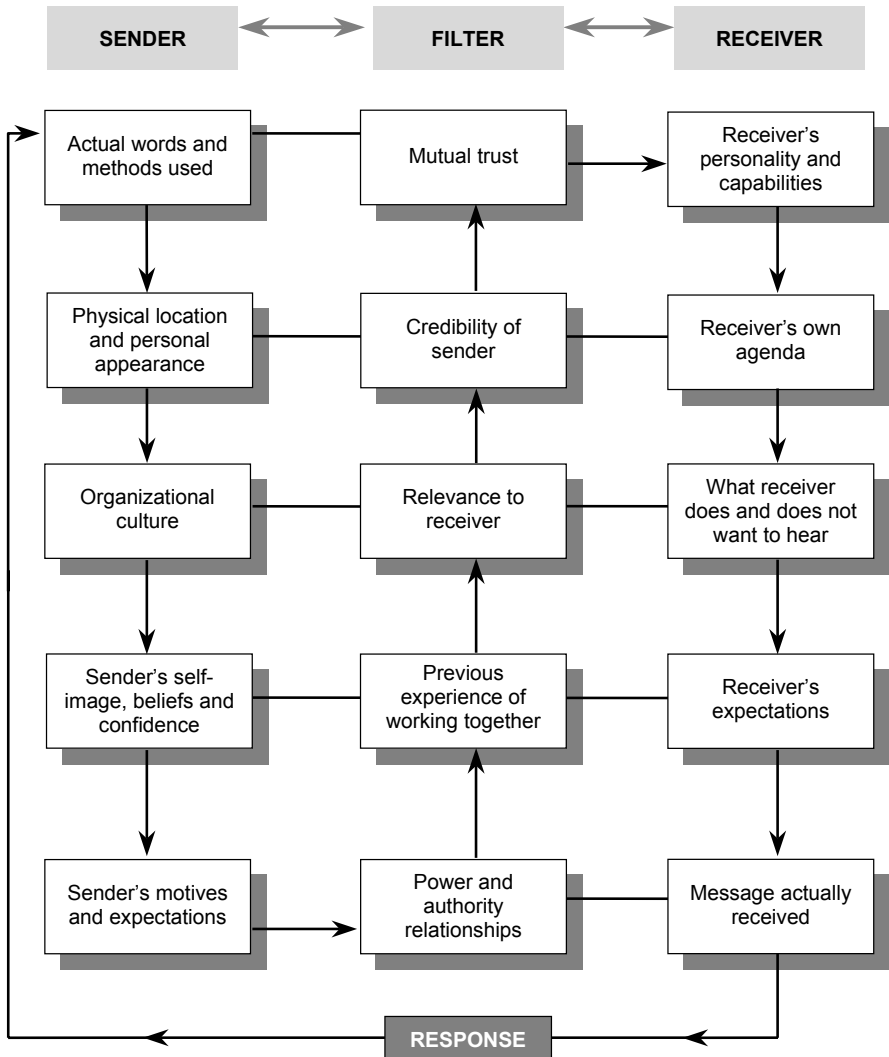 SENDER
FILTER
RECEIVER
Actual words and
methods used
Mutual trust
Receiver’s
personality and
capabilities
Physical location
and personal
appearance
Credibility of
sender
Receiver’s own
agenda
Organizational
culture
Relevance to
receiver
What receiver
does and does not
want to hear
Sender’s self-
image, beliefs and
confidence
Previous
experience of
working together
Receiver’s
expectations
Sender’s motives
and expectations
Power and
authority
relationships
Message actually
received
RESPONSE